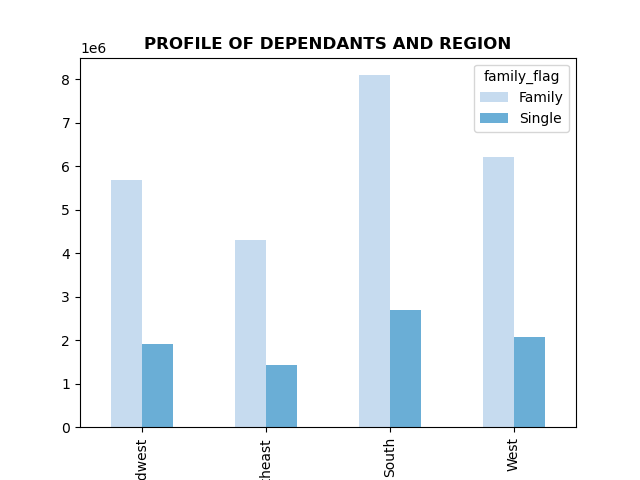 PROFILE OF DEPENDANTS AND REGION
1e6
family_flag
Family
Single
8
7
6
5
4
3
2
1
0
dwest
heast
South
West